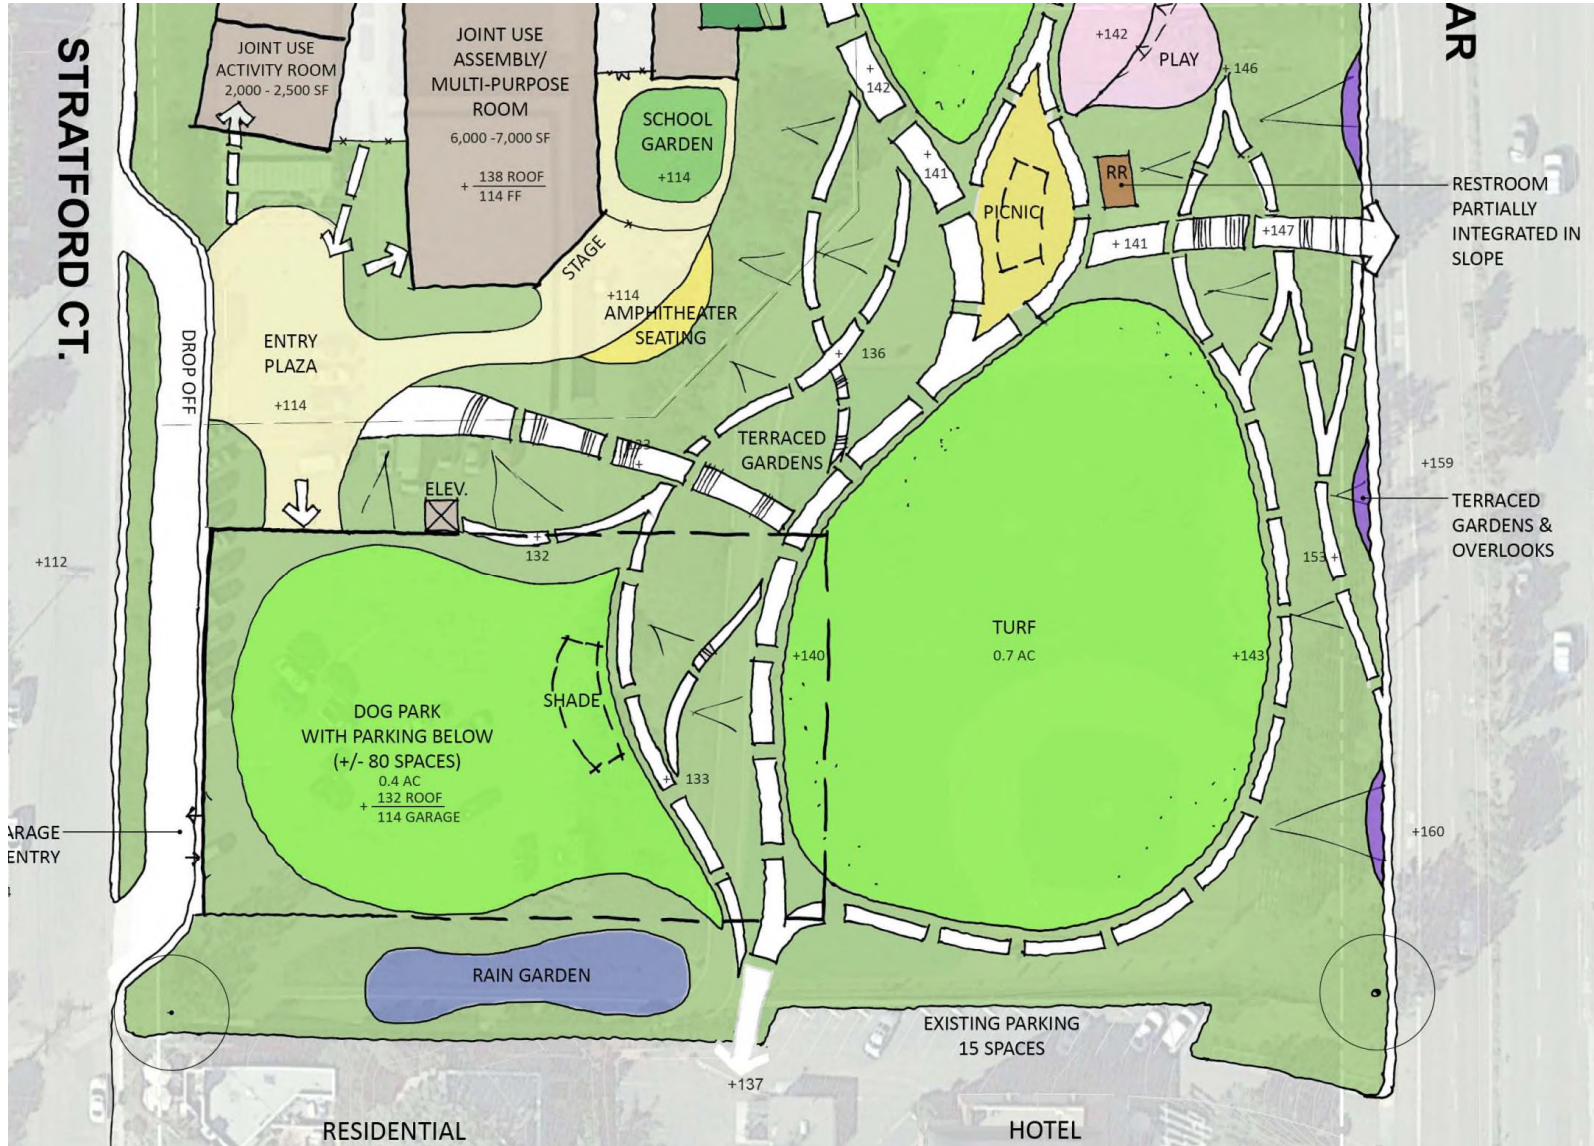 STRATFORD CT.
JOINT USE
ACTIVITY ROOM
2,000 - 2,500 SF
JOINT USE
ASSEMBLY/
MULTI-PURPOSE
ROOM
6,000 -7,000 SF
+ 138 ROOF
114 FF
SCHOOL
GARDEN
+114
+
142
+142
PLAY
+ 146
AR
+
141
RR
PICNIC
RESTROOM
PARTIALLY
INTEGRATED IN
SLOPE
+ 141
+147
STAGE
+114
AMPHITHEATER
SEATING
DROP OFF
ENTRY
PLAZA
+114
+ 136
TERRACED
GARDENS
+
ELEV.
+159
TERRACED
GARDENS &
OVERLOOKS
+
132
153 +
+112
TURF
0.7 AC
+140
+143
SHADE
DOG PARK
WITH PARKING BELOW
(+/- 80 SPACES)
0.4 AC
+ 132 ROOF
114 GARAGE
+ 133
ARAGE
ENTRY
+160
RAIN GARDEN
EXISTING PARKING
15 SPACES
+137
RESIDENTIAL
HOTEL